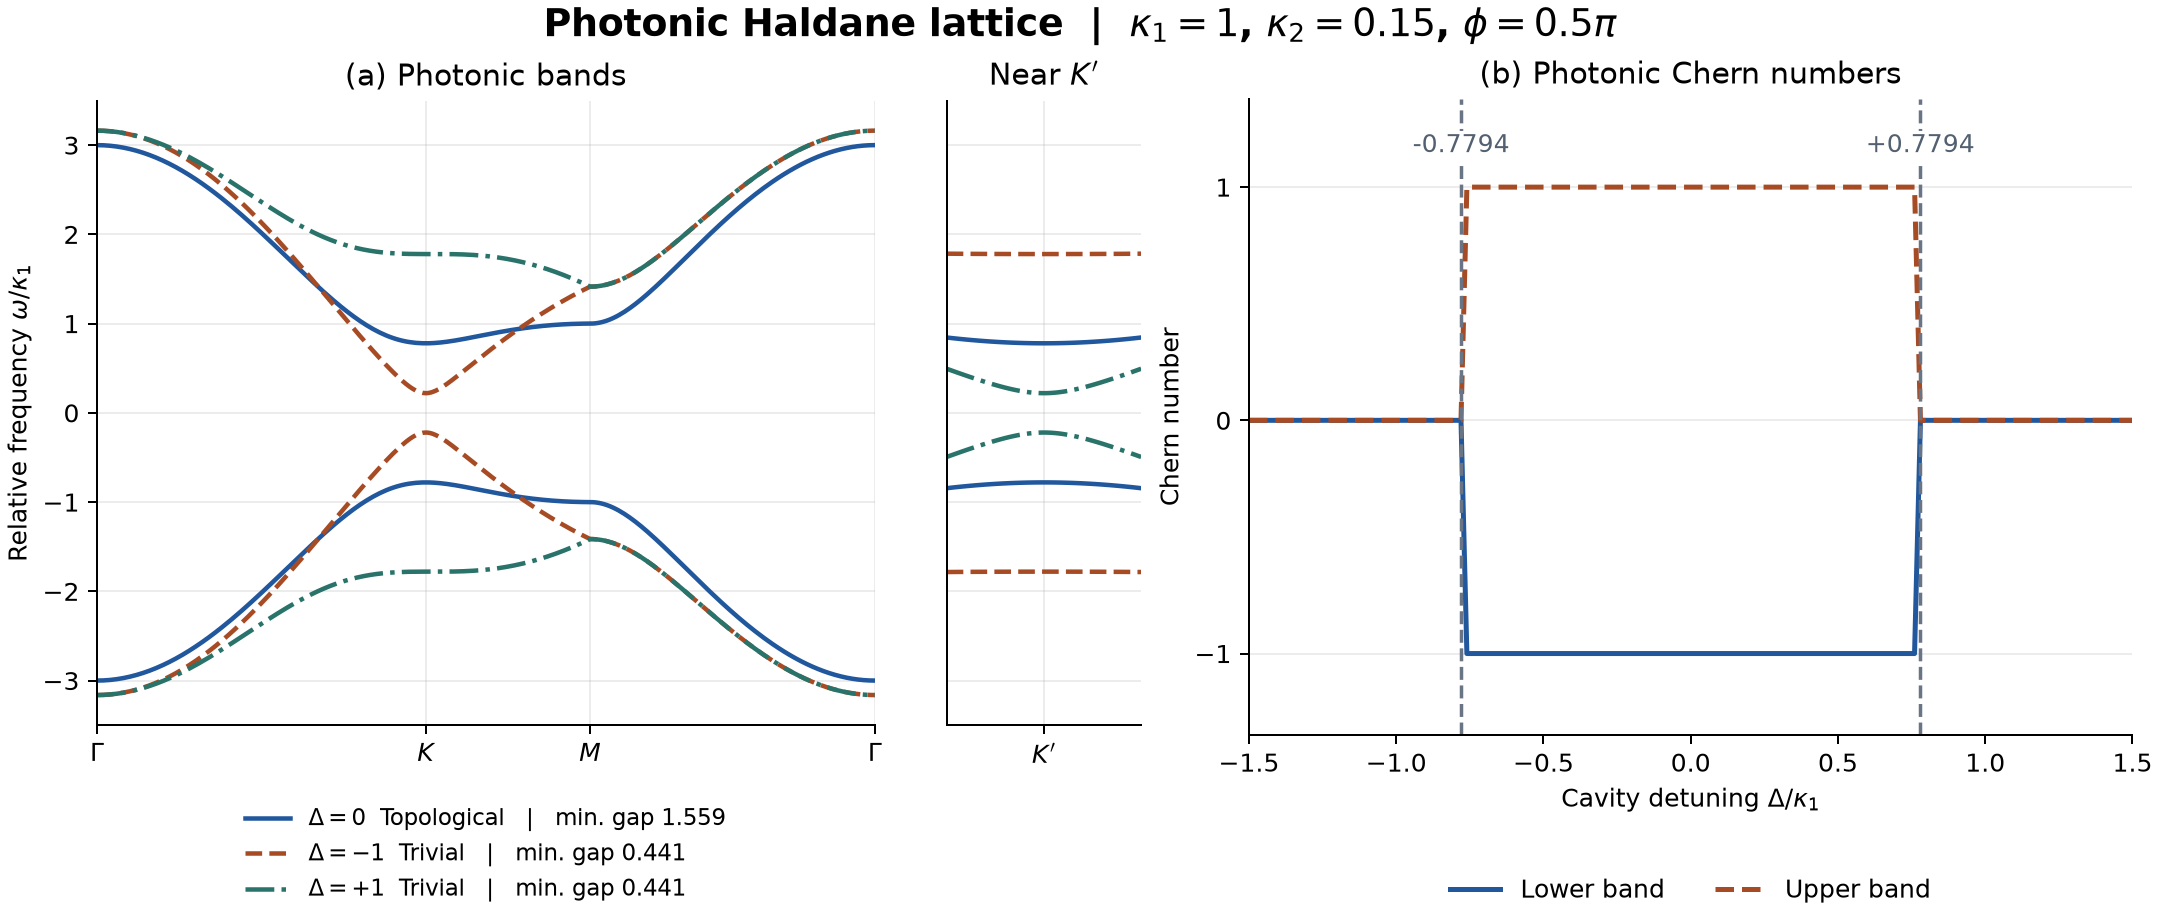 Photonic Haldane lattice | κ₁ = 1, κ₂ = 0.15, ϕ = 0.5π
(a) Photonic bands
Relative frequency ω/κ₁
3
2
1
0
−1
−2
−3
Γ
K
M
Γ
Near K′
K′
Δ = 0 Topological | min. gap 1.559
Δ = −1 Trivial | min. gap 0.441
Δ = +1 Trivial | min. gap 0.441
(b) Photonic Chern numbers
-0.7794
+0.7794
Chern number
1
0
−1
−1.5
−1.0
−0.5
0.0
0.5
1.0
1.5
Cavity detuning Δ/κ₁
Lower band
Upper band